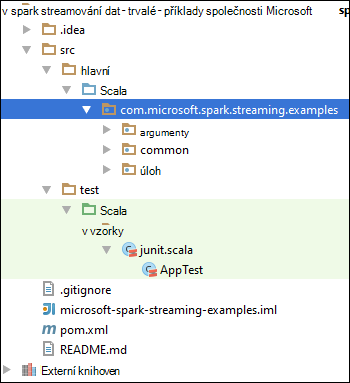 v spark streamování dat - trvalé - příklady společnosti Microsoft sp
.idea
src
hlavní
Scala
com.microsoft.spark.streaming.examples
argumenty
common
úloh
test
Scala
v vzorky
junit.scala
AppTest
.gitignore
microsoft-spark-streaming-examples.iml
pom.xml
README.md
Externí knihoven